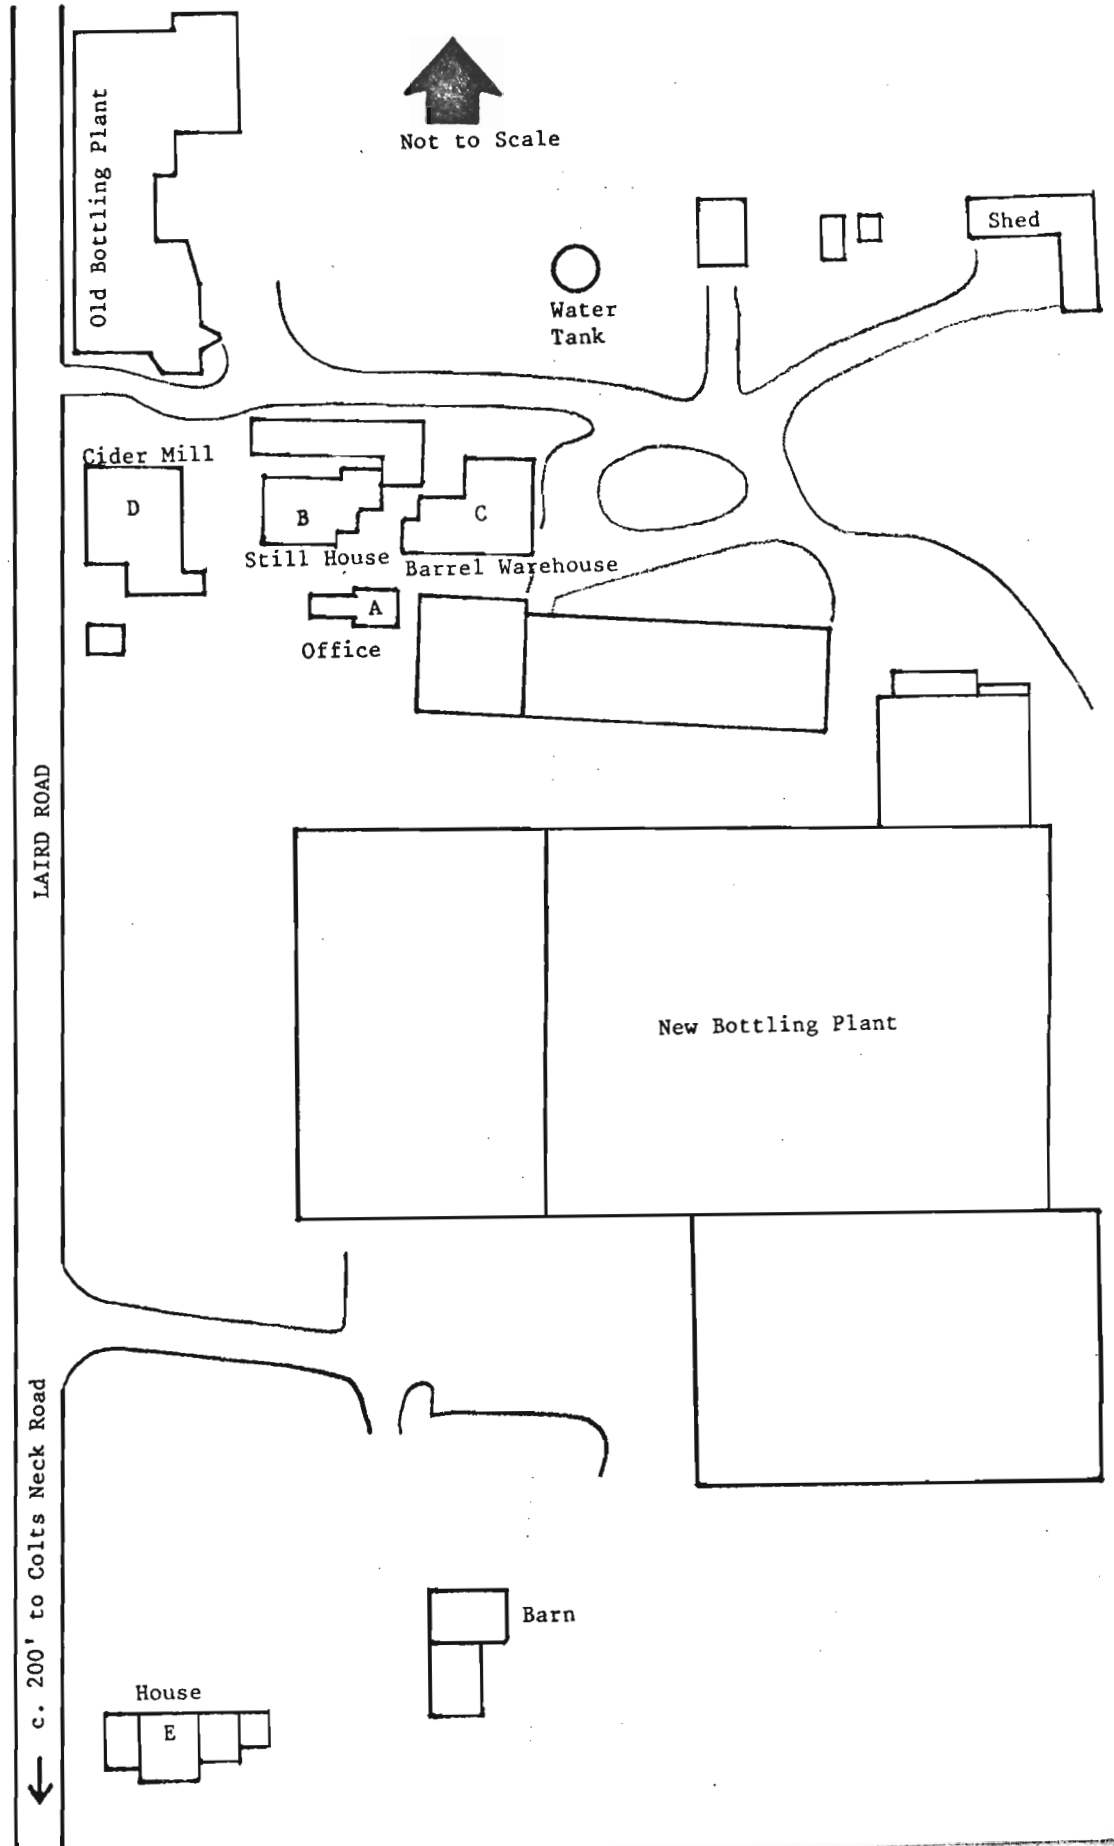 Old Bottling Plant
Not to Scale
Shed
Water
Tank
Cider Mill
D
B
C
Still House
Barrel Warehouse
A
Office
LAIRD ROAD
New Bottling Plant
c. 200' to Colts Neck Road
Barn
House
E